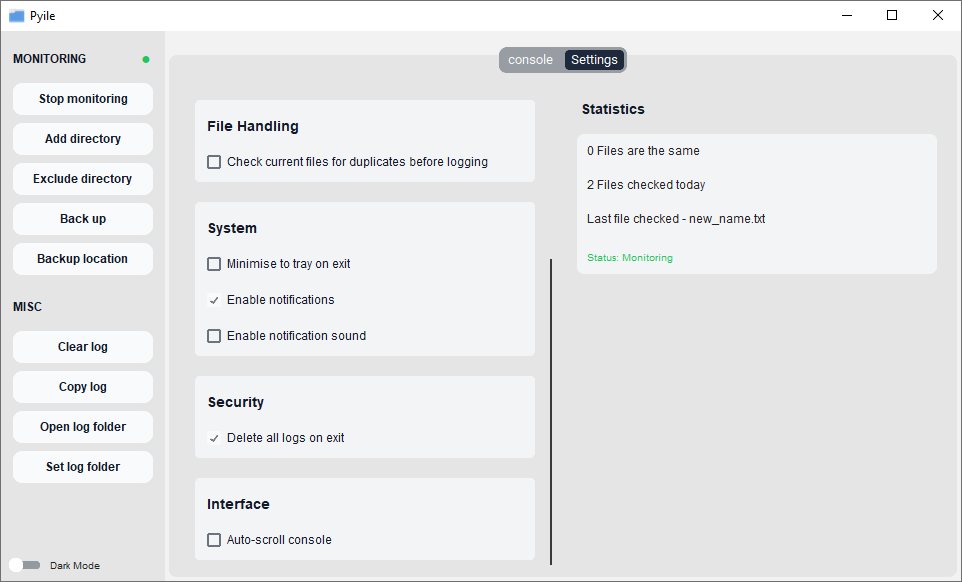 Pyile
MONITORING
Stop monitoring
Add directory
Exclude directory
Back up
Backup location
MISC
Clear log
Copy log
Open log folder
Set log folder
Dark Mode
console
Settings
File Handling
Check current files for duplicates before logging
System
Minimise to tray on exit
Enable notifications
Enable notification sound
Security
Delete all logs on exit
Interface
Auto-scroll console
Statistics
0 Files are the same
2 Files checked today
Last file checked - new_name.txt
Status: Monitoring